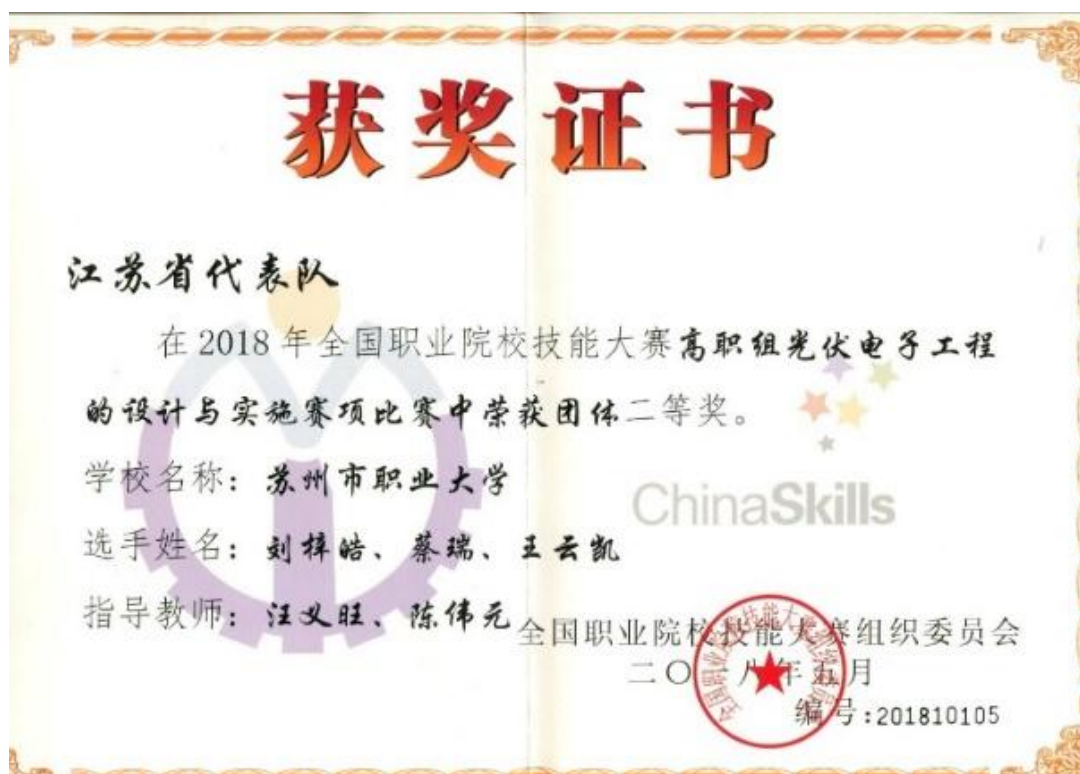 获奖证书
江苏省代表队
在2018年全国职业院校技能大赛高职组光伏电子工程
的设计与实施赛项比赛中荣获团体二等奖。
ChinaSkills
学校名称：苏州市职业大学
选手姓名：刘梓皓、蔡瑞、王云凯
指导教师：汪义旺、陈伟元
全国职业院校技能大赛组织委员会
二〇一八年五月
编号:201810105